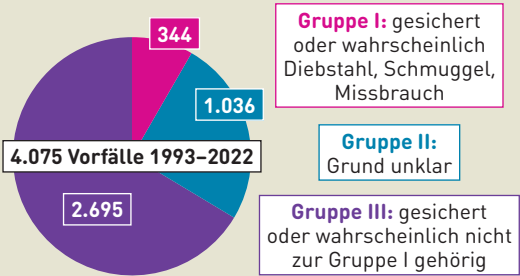 344
1.036
4.075 Vorfälle 1993–2022
2.695
Gruppe I: gesichert
oder wahrscheinlich
Diebstahl, Schmuggel,
Missbrauch
Gruppe II:
Grund unklar
Gruppe III: gesichert
oder wahrscheinlich nicht
zur Gruppe I gehörig